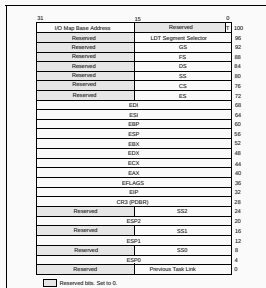 31 15 0
I/O Map Base Address Reserved T 100
Reserved LDT Segment Selector 96
Reserved GS 92
Reserved FS 88
Reserved DS 84
Reserved SS 80
Reserved CS 76
Reserved ES 72
EDI 68
ESI 64
EBP 60
ESP 56
EBX 52
EDX 48
ECX 44
EAX 40
EFLAGS 36
EIP 32
CR3 (PDBR) 28
Reserved SS2 24
ESP2 20
Reserved SS1 16
ESP1 12
Reserved SS0 8
ESP0 4
Reserved Previous Task Link 0
Reserved bits. Set to 0.